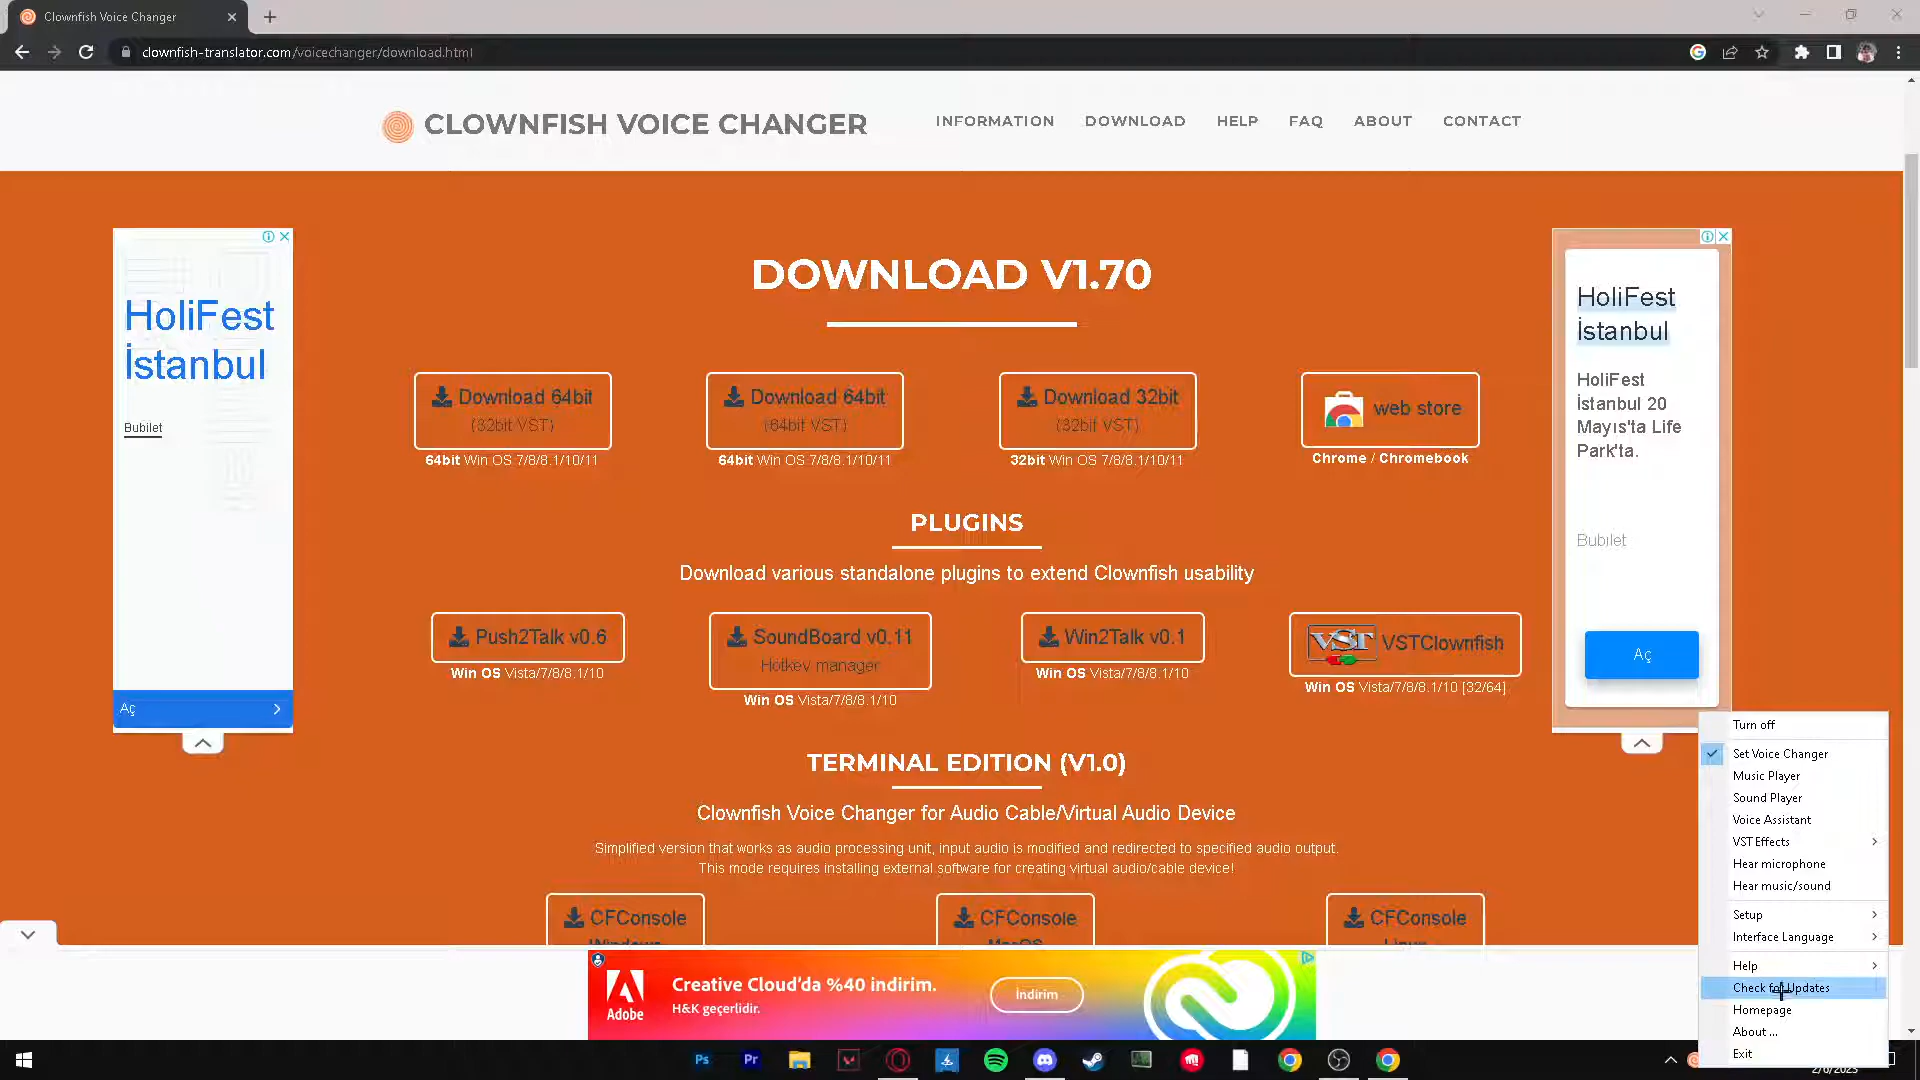 Clownfish Voice Changer
clownfish-translator.com/voicechanger/download.html
CLOWNFISH VOICE CHANGER
INFORMATION
DOWNLOAD
HELP
FAQ
ABOUT
CONTACT
HoliFest
İstanbul
Bubilet
Aç
DOWNLOAD V1.70
Download 64bit
(32bit VST)
64bit Win OS 7/8/8.1/10/11
Download 64bit
(64bit VST)
64bit Win OS 7/8/8.1/10/11
Download 32bit
(32bit VST)
32bit Win OS 7/8/8.1/10/11
web store
Chrome / Chromebook
PLUGINS
Download various standalone plugins to extend Clownfish usability
Push2Talk v0.6
Win OS Vista/7/8/8.1/10
SoundBoard v0.11
Hotkey manager
Win OS Vista/7/8/8.1/10
Win2Talk v0.1
Win OS Vista/7/8/8.1/10
VST
VSTClownfish
Win OS Vista/7/8/8.1/10 [32/64]
TERMINAL EDITION (V1.0)
Clownfish Voice Changer for Audio Cable/Virtual Audio Device
Simplified version that works as audio processing unit, input audio is modified and redirected to specified audio output.
This mode requires installing external software for creating virtual audio/cable device!
CFConsole
Windows
CFConsole
MacOS
CFConsole
Linux
HoliFest
İstanbul
HoliFest
İstanbul 20
Mayıs'ta Life
Park'ta.
Bubilet
Aç
Turn off
Set Voice Changer
Music Player
Sound Player
Voice Assistant
VST Effects
Hear microphone
Hear music/sound
Setup
Interface Language
Help
Check for Updates
Homepage
About ...
Exit
Adobe
Creative Cloud'da %40 indirim.
H&K geçerlidir.
İndirim
Ps
Pr
2/6/2023